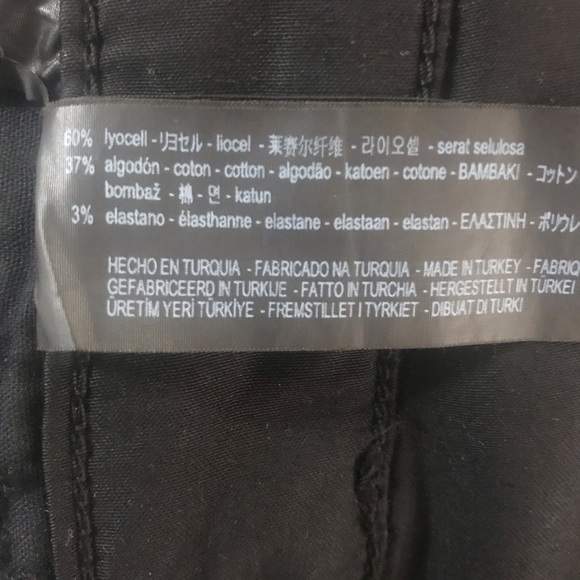 60% lyocell - リヨセル - liocel - 莱赛尔纤维 - 라이오셀 - serat selulosa
37% algodón - coton - cotton - algodão - katoen - cotone - BAMBAKI - コットン
bombaž - 棉 - 면 - katun
3% elastano - élasthanne - elastane - elastaan - elastan - ΕΛΑΣΤΙΝΗ - ポリウレ
HECHO EN TURQUIA - FABRICADO NA TURQUIA - MADE IN TURKEY - FABRIQ
GEFABRICEERD IN TURKIJE - FATTO IN TURCHIA - HERGESTELLT IN TÜRKEI
ÜRETİM YERİ TÜRKİYE - FREMSTILLET I TYRKIET - DIBUAT DI TURKI